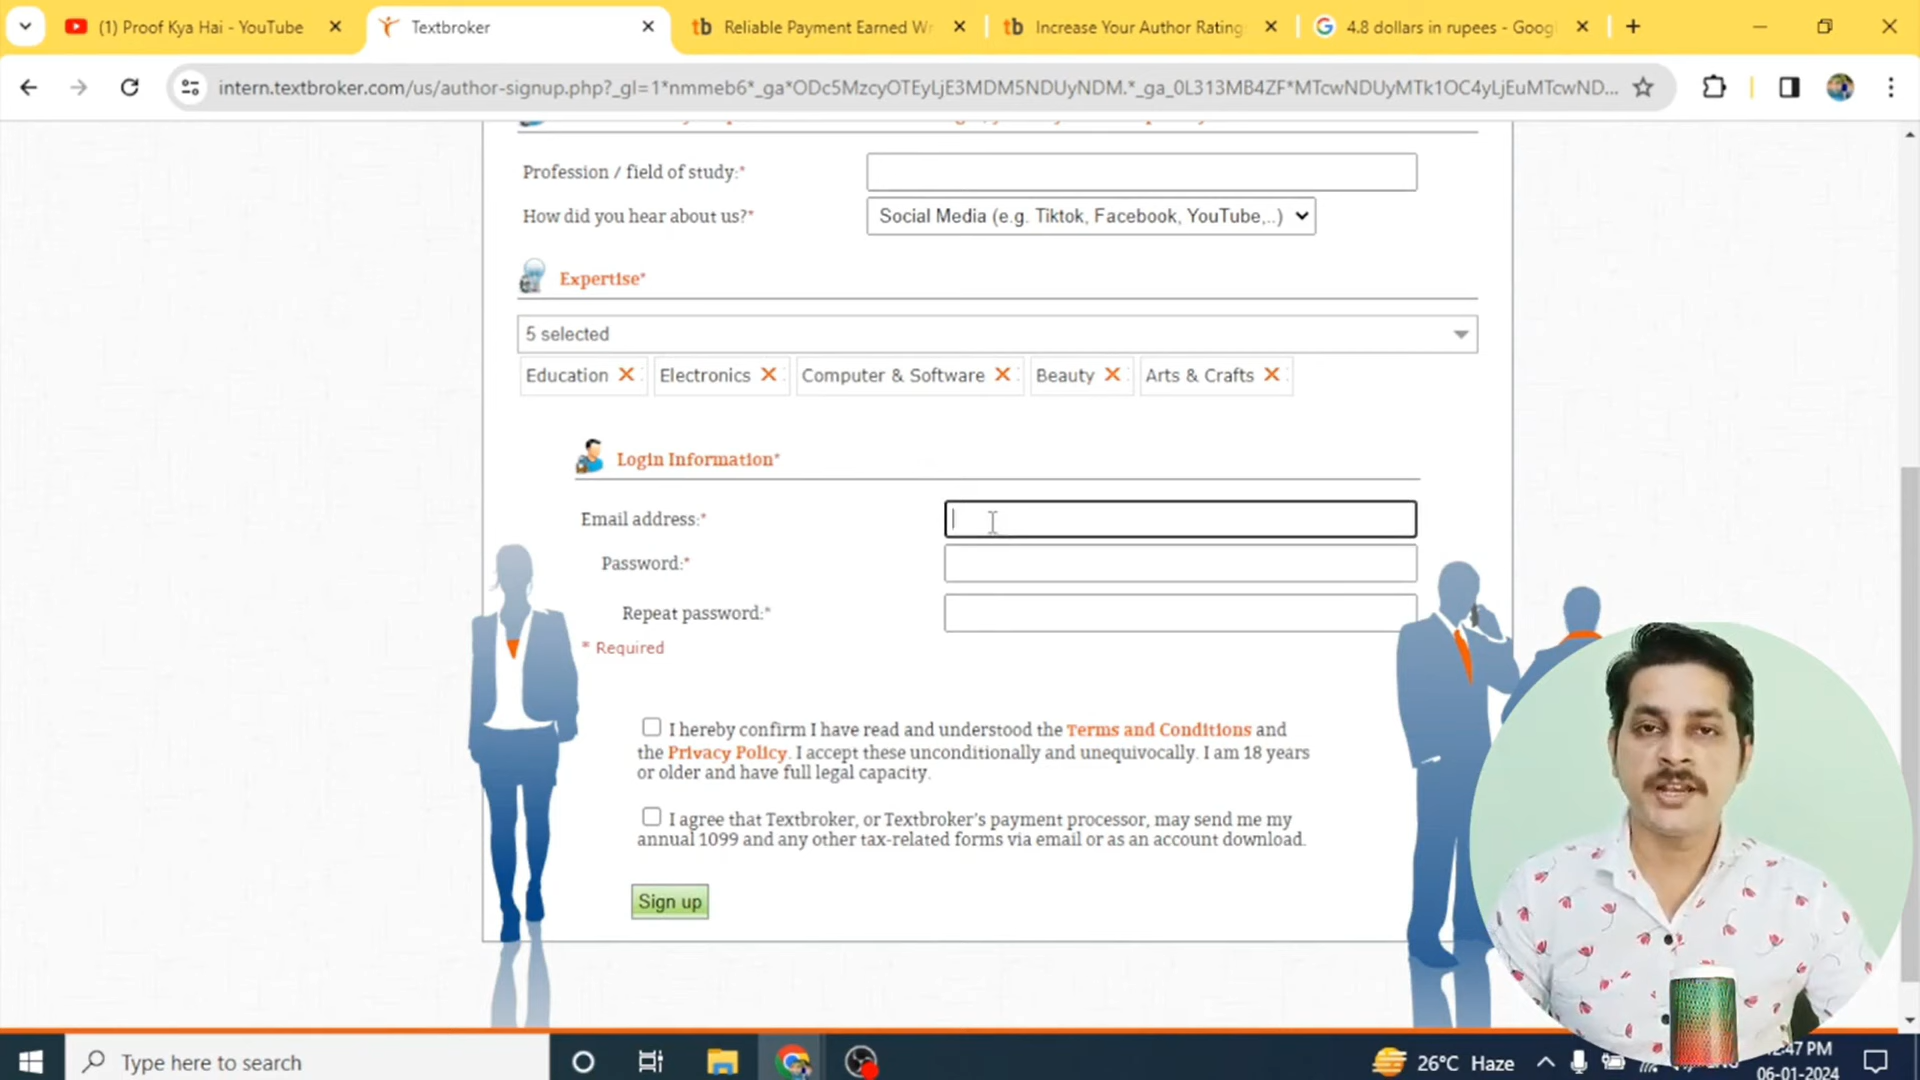 (1) Proof Kya Hai - YouTube
Textbroker
Reliable Payment Earned Wr
Increase Your Author Rating
4.8 dollars in rupees - Goog
intern.textbroker.com/us/author-signup.php?_gl=1*nmmeb6*_ga*ODc5MzcyOTEyLjE3MDM5NDUyNDM.*_ga_0L313MB4ZF*MTcwNDUyMTk1OC4yLjEuMTcwND...
Profession / field of study:*
How did you hear about us?*
Social Media (e.g. Tiktok, Facebook, YouTube,..)
Expertise*
5 selected
Education
Electronics
Computer & Software
Beauty
Arts & Crafts
Login Information*
Email address:*
Password:*
Repeat password:*
* Required
I hereby confirm I have read and understood the Terms and Conditions and
the Privacy Policy. I accept these unconditionally and unequivocally. I am 18 years
or older and have full legal capacity.
I agree that Textbroker, or Textbroker's payment processor, may send me my
annual 1099 and any other tax-related forms via email or as an account download.
Sign up
Type here to search
26°C Haze
:47 PM
06-01-2024